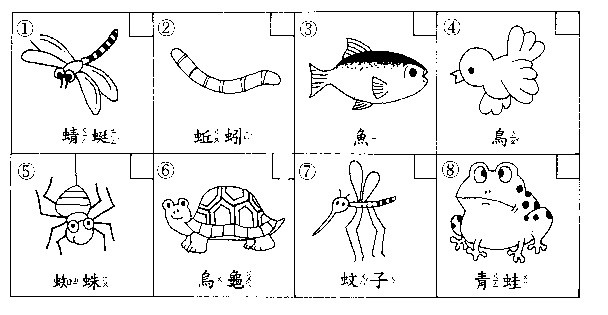 ① ② ③ ④
蜻蜓 蚯蚓 魚 鳥
⑤ ⑥ ⑦ ⑧
蜘蛛 烏龜 蚊子 青蛙